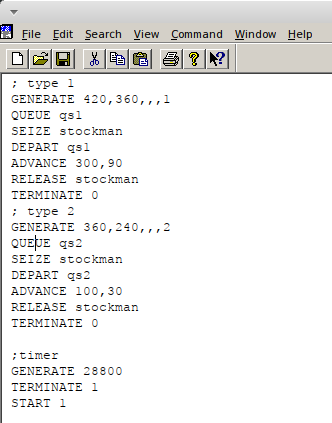 File Edit Search View Command Window Help
; type 1
GENERATE 420,360,,,1
QUEUE qs1
SEIZE stockman
DEPART qs1
ADVANCE 300,90
RELEASE stockman
TERMINATE 0
; type 2
GENERATE 360,240,,,2
QUEUE qs2
SEIZE stockman
DEPART qs2
ADVANCE 100,30
RELEASE stockman
TERMINATE 0
;timer
GENERATE 28800
TERMINATE 1
START 1